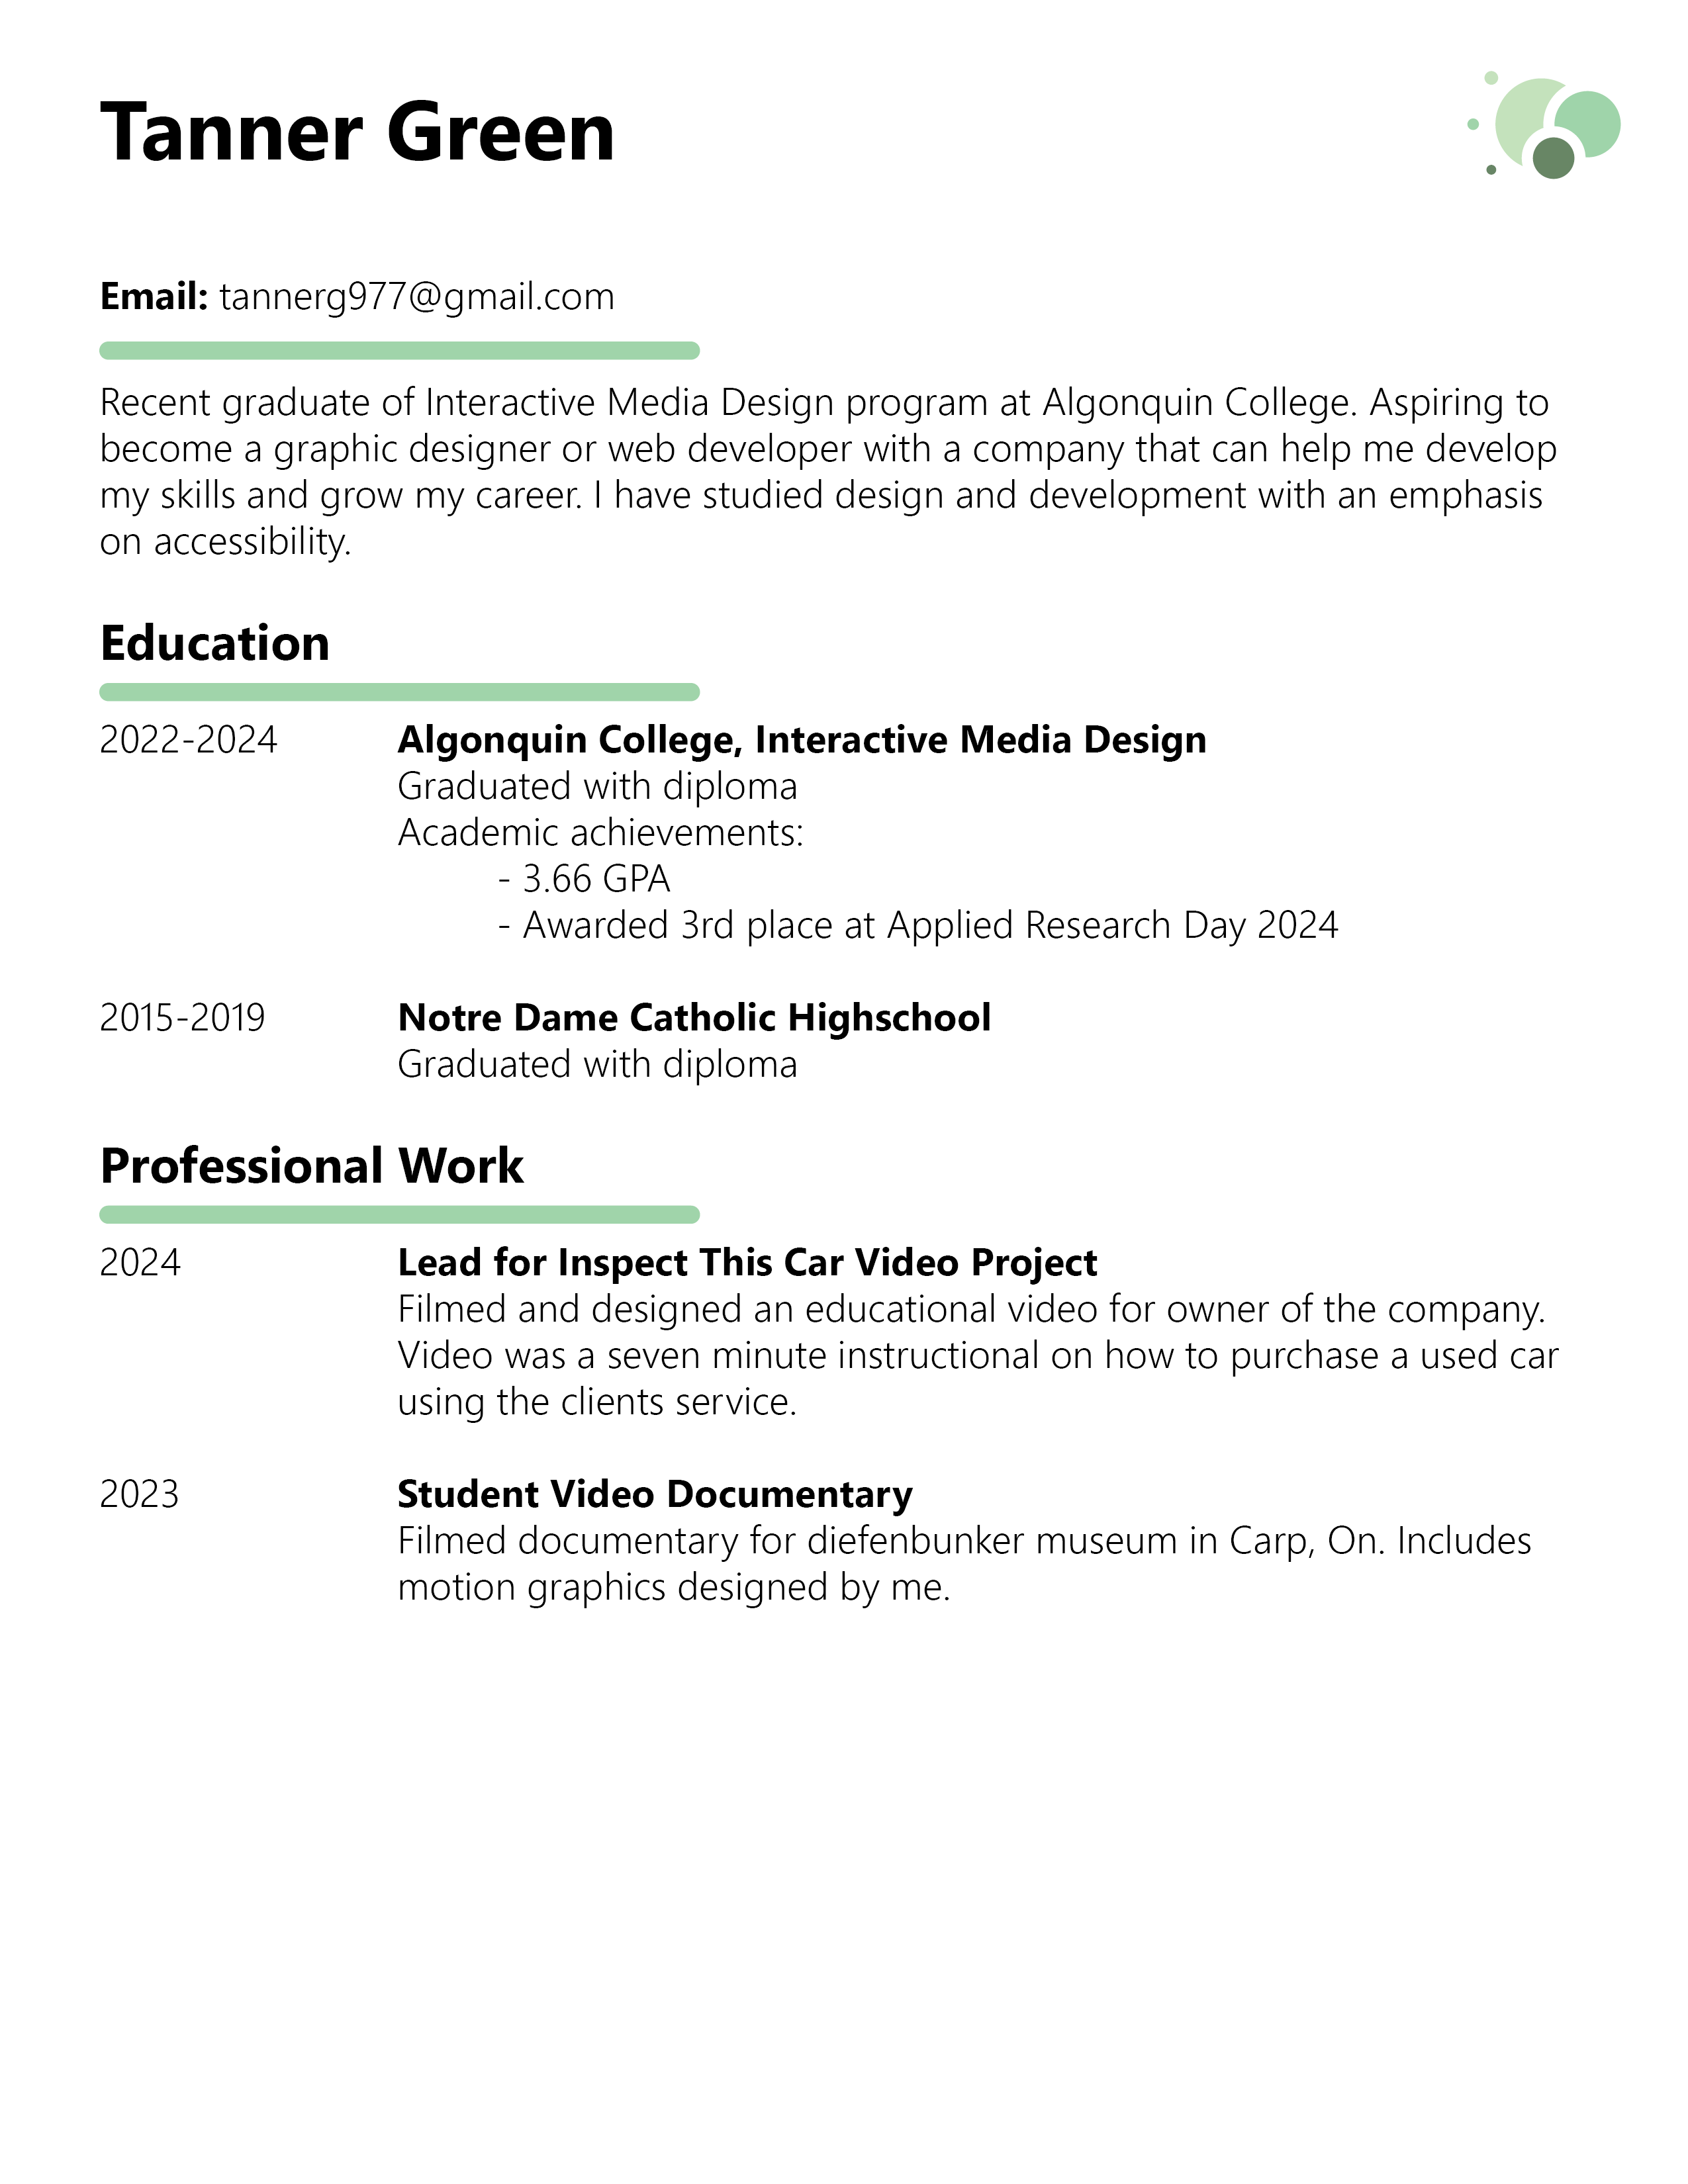 Tanner Green
Email: tannerg977@gmail.com
Recent graduate of Interactive Media Design program at Algonquin College. Aspiring to
become a graphic designer or web developer with a company that can help me develop
my skills and grow my career. I have studied design and development with an emphasis
on accessibility.
Education
2022-2024 Algonquin College, Interactive Media Design
Graduated with diploma
Academic achievements:
- 3.66 GPA
- Awarded 3rd place at Applied Research Day 2024
2015-2019 Notre Dame Catholic Highschool
Graduated with diploma
Professional Work
2024 Lead for Inspect This Car Video Project
Filmed and designed an educational video for owner of the company.
Video was a seven minute instructional on how to purchase a used car
using the clients service.
2023 Student Video Documentary
Filmed documentary for diefenbunker museum in Carp, On. Includes
motion graphics designed by me.